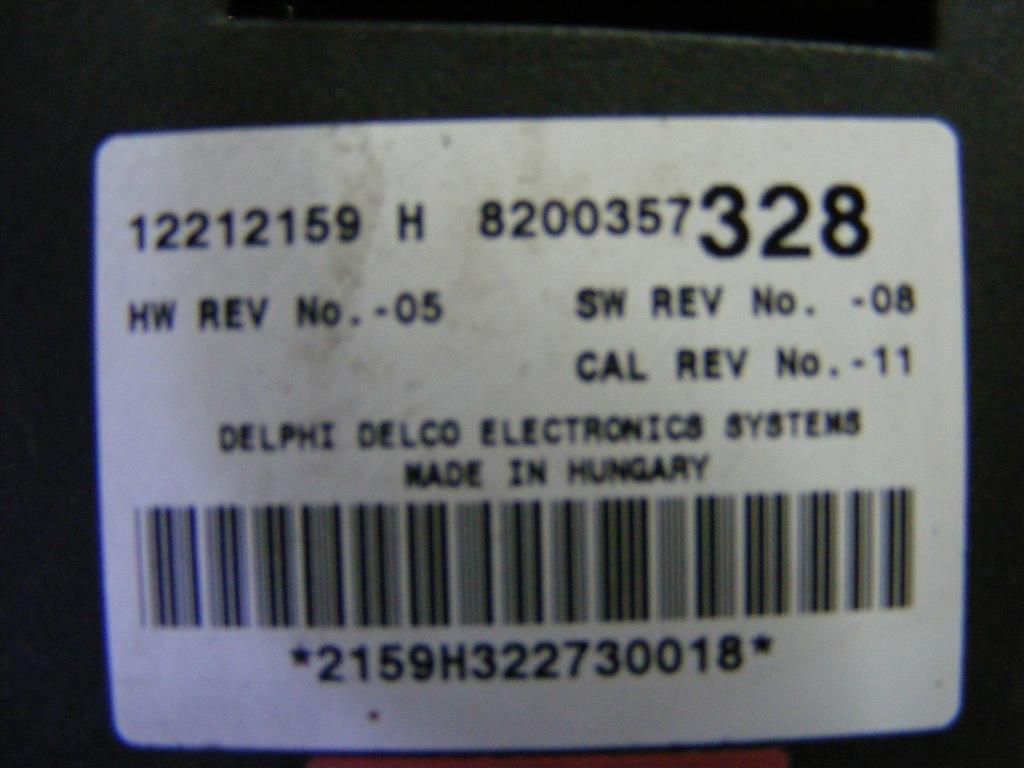 12212159 H 8200357328
HW REV No.-05 SW REV No. -08
CAL REV No.-11
DELPHI DELCO ELECTRONICS SYSTEMS
MADE IN HUNGARY
*2159H322730018*